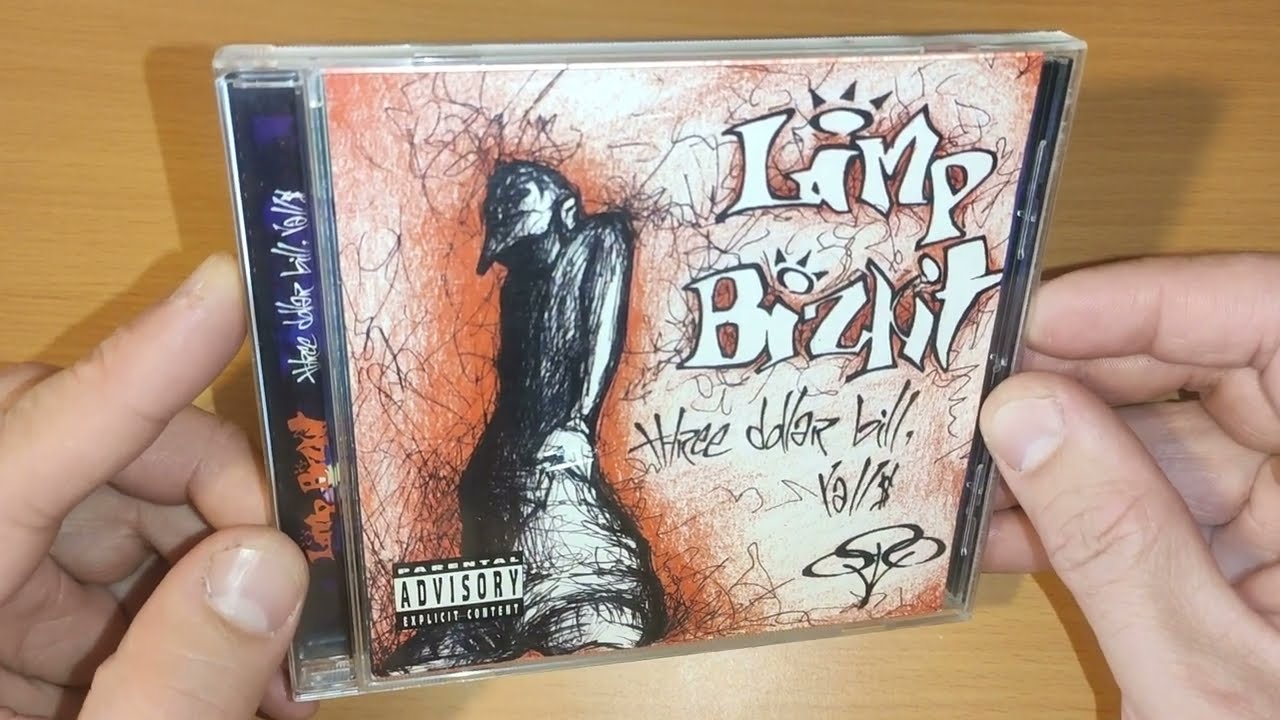 Limp
Bizkit
three dollar bill,
Yall$
PARENTAL
ADVISORY
EXPLICIT CONTENT
three dollar bill, Yall$
Limp Bizkit